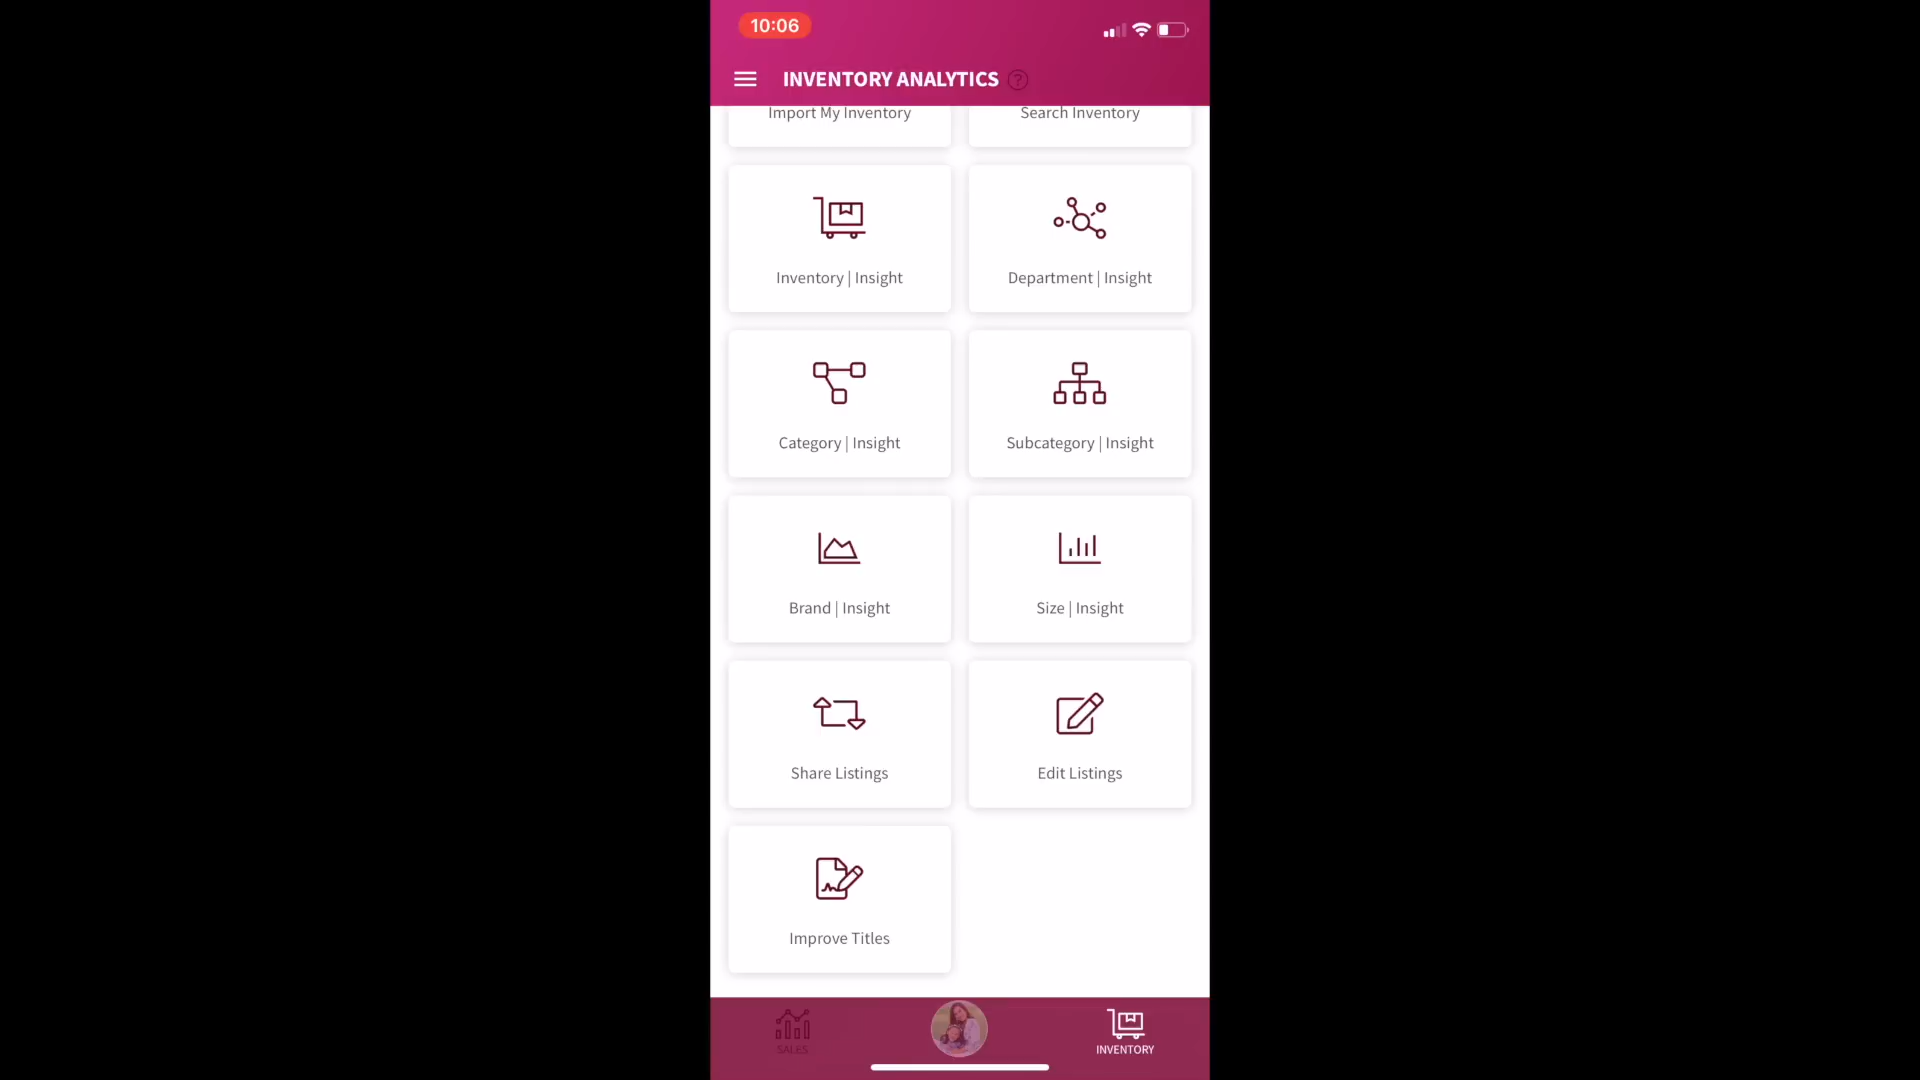 10:06
INVENTORY ANALYTICS ?
Import My Inventory
Search Inventory
Inventory | Insight
Department | Insight
Category | Insight
Subcategory | Insight
Brand | Insight
Size | Insight
Share Listings
Edit Listings
Improve Titles
SALES
INVENTORY